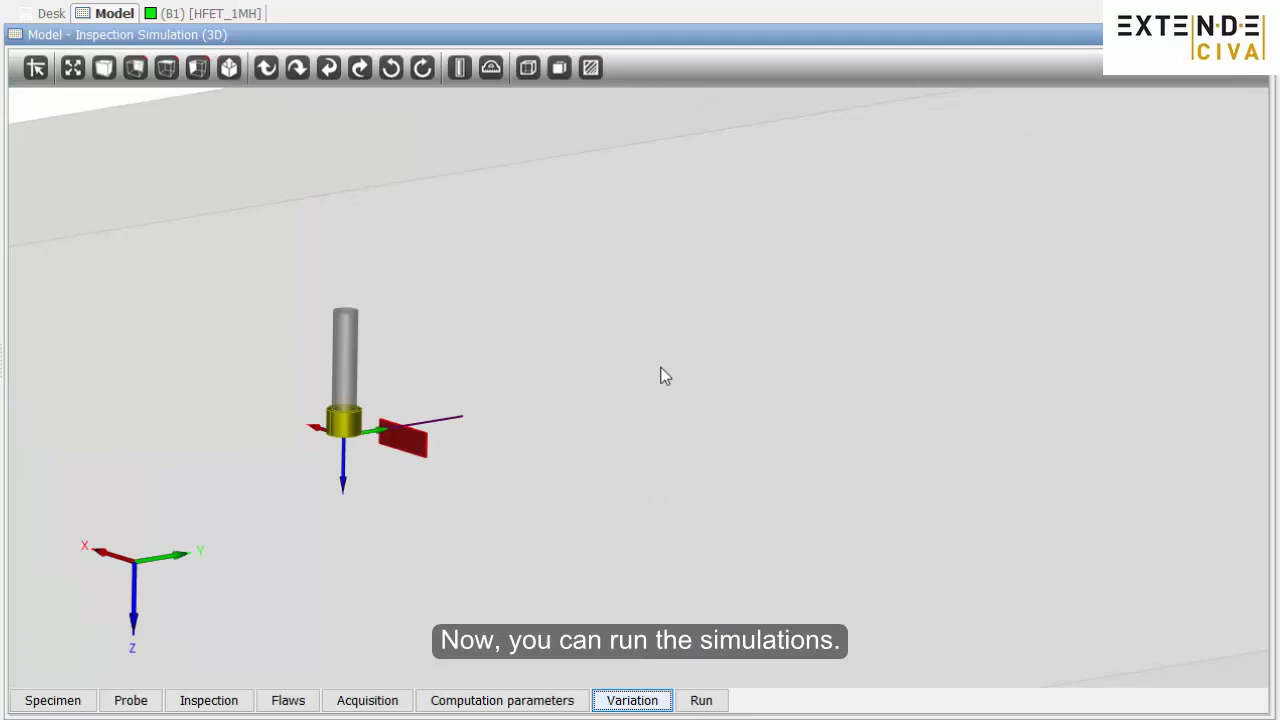 Desk
Model
(B1) [HFET_1MH]
EXTENDE
CIVA
Model - Inspection Simulation (3D)
X
Y
Z
Now, you can run the simulations.
Specimen
Probe
Inspection
Flaws
Acquisition
Computation parameters
Variation
Run